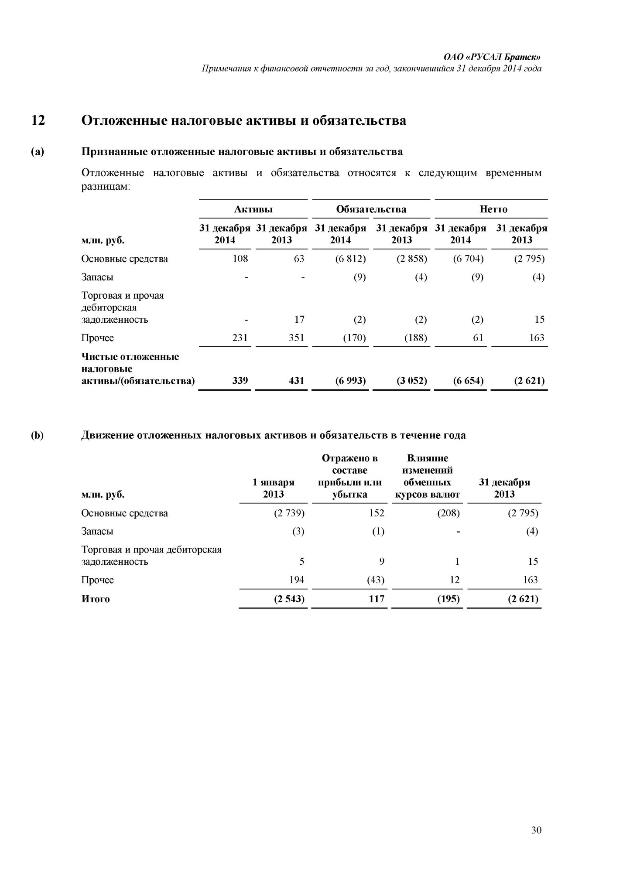 ОАО «РУСАЛ Братск»
Примечания к финансовой отчетности за год, закончившийся 31 декабря 2014 года
12 Отложенные налоговые активы и обязательства
(a) Признанные отложенные налоговые активы и обязательства
Отложенные налоговые активы и обязательства относятся к следующим временным
разницам:
Активы Обязательства Нетто
31 декабря 31 декабря 31 декабря 31 декабря 31 декабря 31 декабря
млн. руб. 2014 2013 2014 2013 2014 2013
Основные средства 108 63 (6 812) (2 858) (6 704) (2 795)
Запасы - - (9) (4) (9) (4)
Торговая и прочая
дебиторская
задолженность - 17 (2) (2) (2) 15
Прочее 231 351 (170) (188) 61 163
Чистые отложенные
налоговые
активы/(обязательства) 339 431 (6 993) (3 052) (6 654) (2 621)
(b) Движение отложенных налоговых активов и обязательств в течение года
Отражено в Влияние
составе изменений
1 января прибыли или обменных 31 декабря
млн. руб. 2013 убытка курсов валют 2013
Основные средства (2 739) 152 (208) (2 795)
Запасы (3) (1) - (4)
Торговая и прочая дебиторская
задолженность 5 9 1 15
Прочее 194 (43) 12 163
Итого (2 543) 117 (195) (2 621)
30